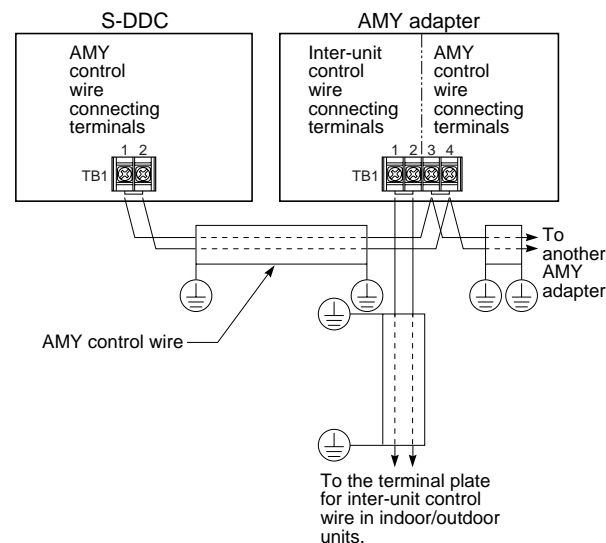 S-DDC
AMY adapter
AMY
control
wire
connecting
terminals
Inter-unit
control
wire
connecting
terminals
AMY
control
wire
connecting
terminals
1 2
TB1
1 2 3 4
TB1
To
another
AMY
adapter
AMY control wire
To the terminal plate
for inter-unit control
wire in indoor/outdoor
units.